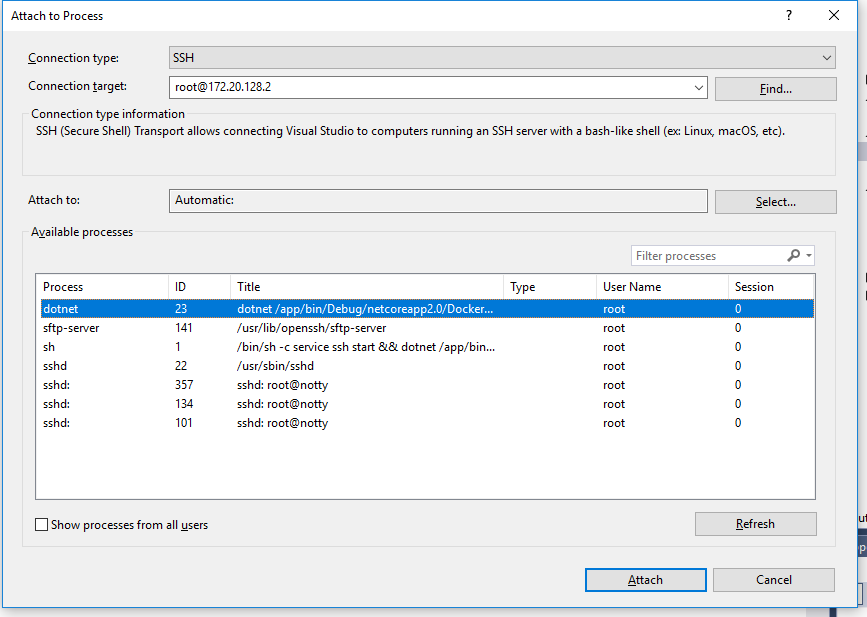 Attach to Process ?
Connection type: SSH
Connection target: root@172.20.128.2 Find...
Connection type information
SSH (Secure Shell) Transport allows connecting Visual Studio to computers running an SSH server with a bash-like shell (ex: Linux, macOS, etc).
Attach to: Automatic: Select...
Available processes
Filter processes
Process ID Title Type User Name Session
dotnet 23 dotnet /app/bin/Debug/netcoreapp2.0/Docker... root 0
sftp-server 141 /usr/lib/openssh/sftp-server root 0
sh 1 /bin/sh -c service ssh start && dotnet /app/bin... root 0
sshd 22 /usr/sbin/sshd root 0
sshd: 357 sshd: root@notty root 0
sshd: 134 sshd: root@notty root 0
sshd: 101 sshd: root@notty root 0
Show processes from all users Refresh
Attach Cancel